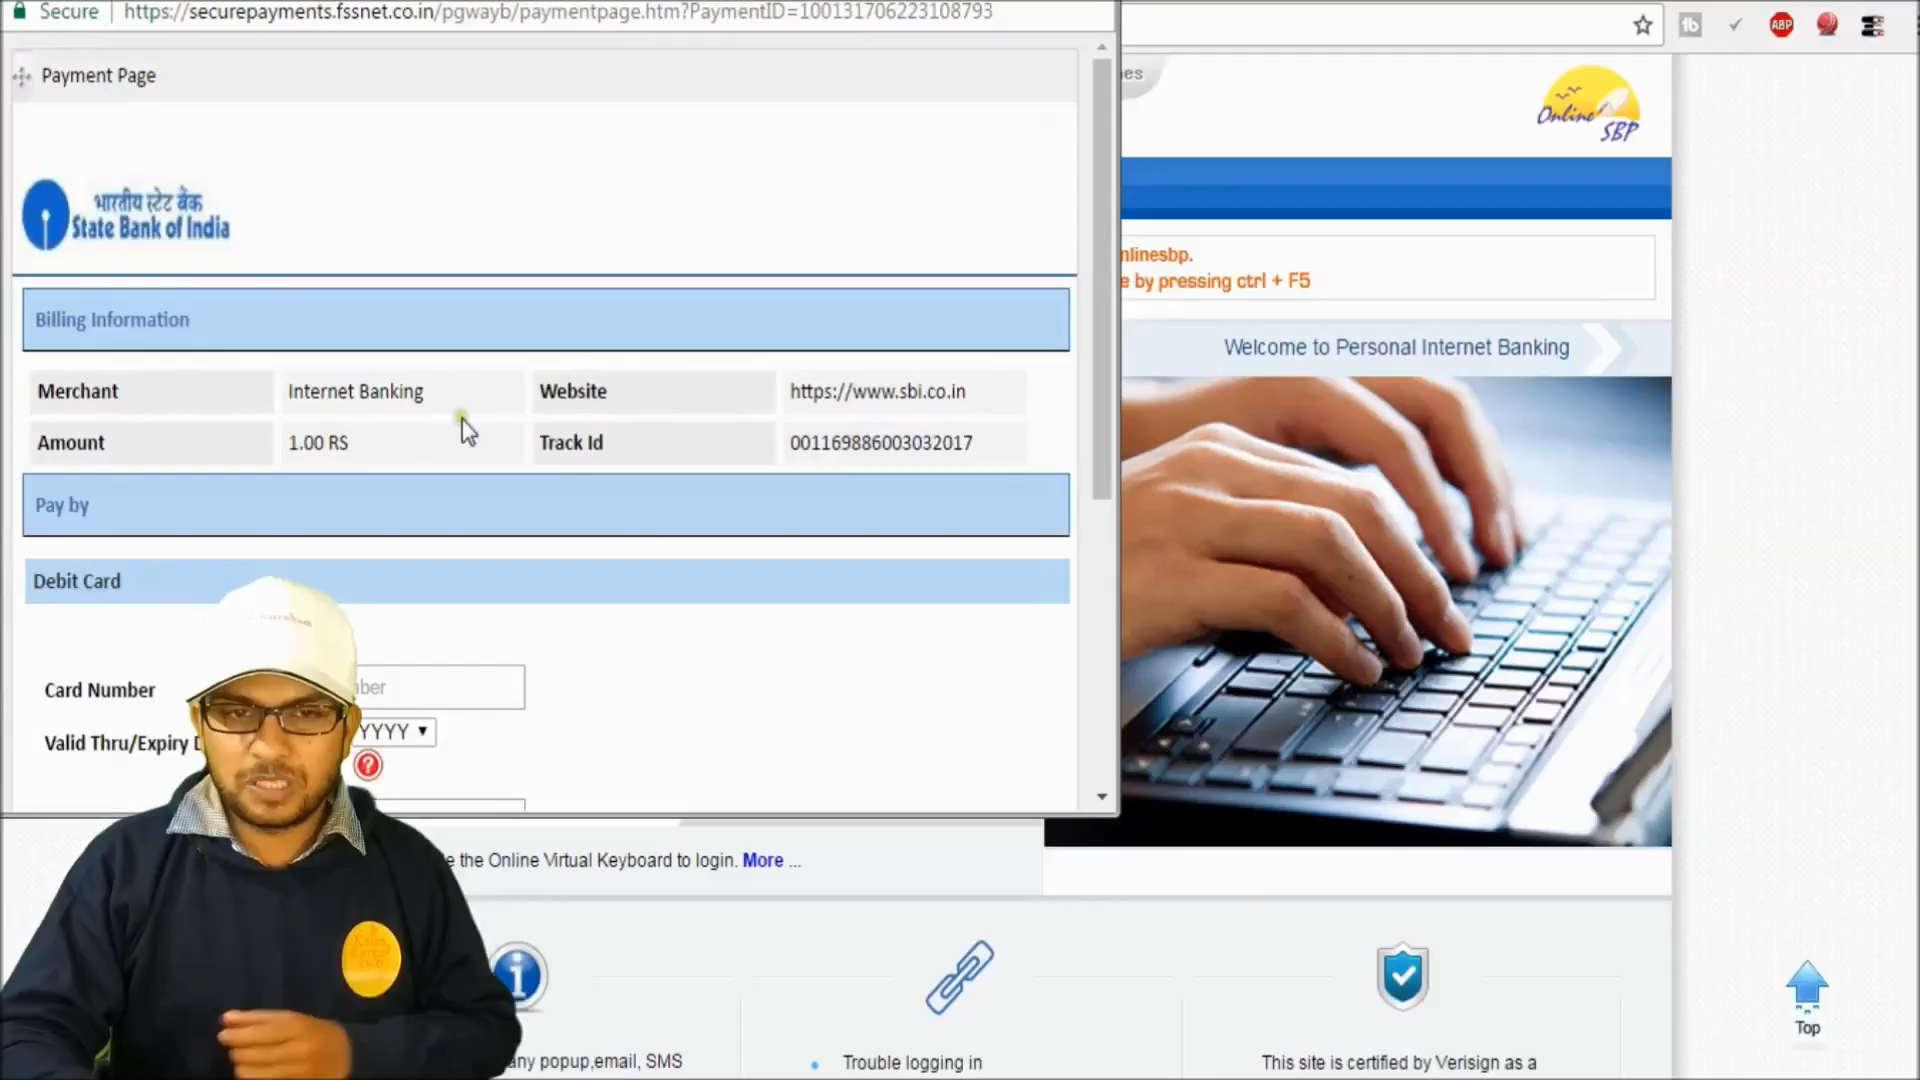 Secure
https://securepayments.fssnet.co.in/pgwayb/paymentpage.htm?PaymentID=100131706223108793
ABP
Payment Page
Online
SBP
भारतीय स्टेट बैंक
State Bank of India
nlinesbp.
e by pressing ctrl + F5
Billing Information
Welcome to Personal Internet Banking
Merchant Internet Banking Website https://www.sbi.co.in
Amount 1.00 RS Track Id 001169886003032017
Pay by
Debit Card
Card Number
ber
Valid Thru/Expiry
YYYY
?
e the Online Virtual Keyboard to login. More ...
Top
any popup,email, SMS
Trouble logging in
This site is certified by Verisign as a